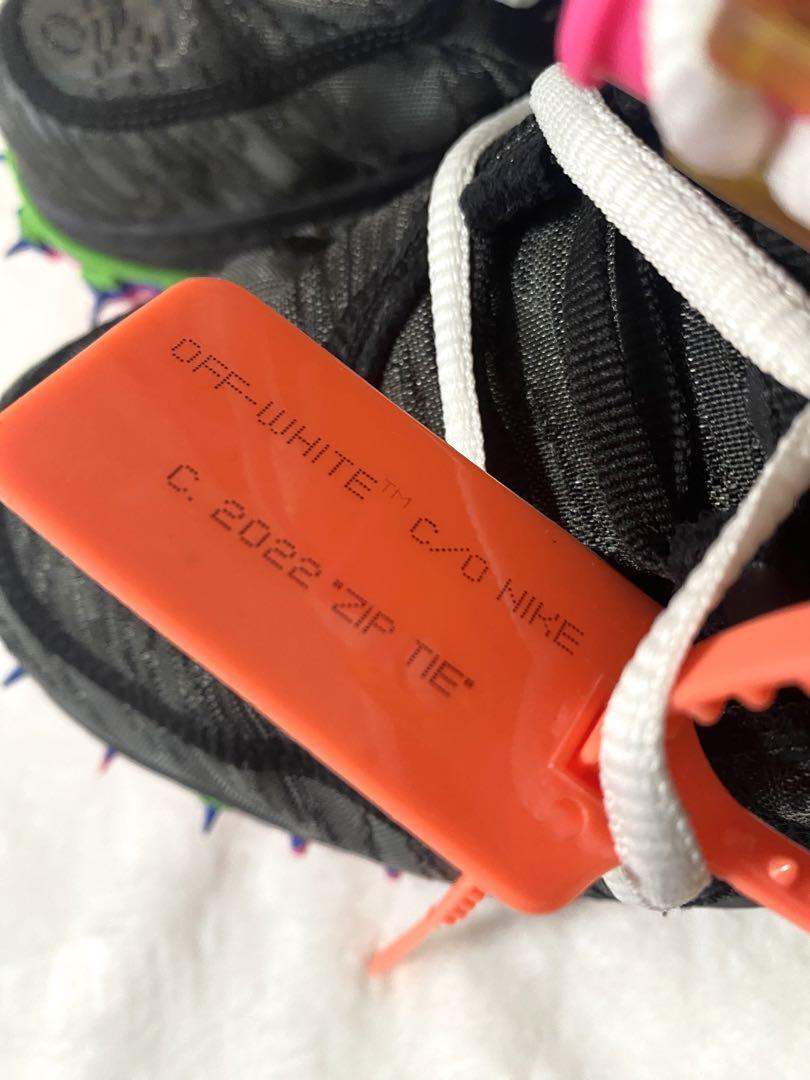 OFF-WHITE™ C/O NIKE
C. 2022 "ZIP TIE"